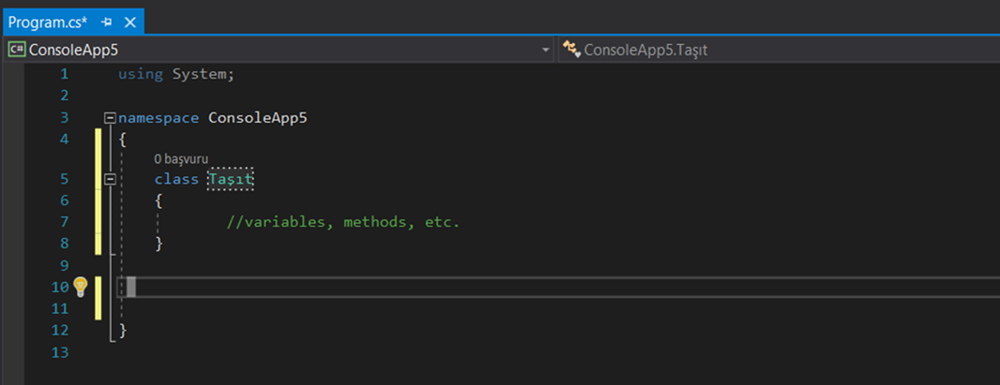 Program.cs*
C# ConsoleApp5 ConsoleApp5.Taşıt
1 using System;
2
3 namespace ConsoleApp5
4 {
0 başvuru
5 class Taşıt
6 {
7 //variables, methods, etc.
8 }
9
10
11
12 }
13